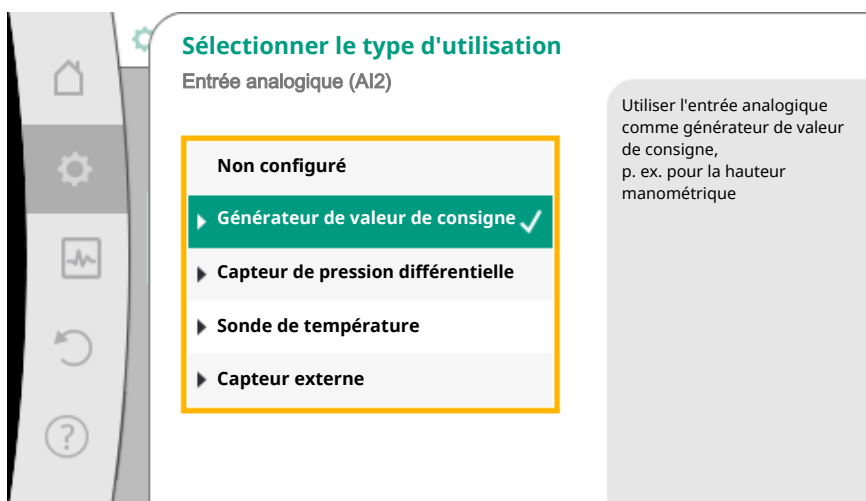 Sélectionner le type d'utilisation
Entrée analogique (AI2)
Non configuré
Générateur de valeur de consigne
Capteur de pression différentielle
Sonde de température
Capteur externe
Utiliser l'entrée analogique
comme générateur de valeur
de consigne,
p. ex. pour la hauteur
manométrique
?